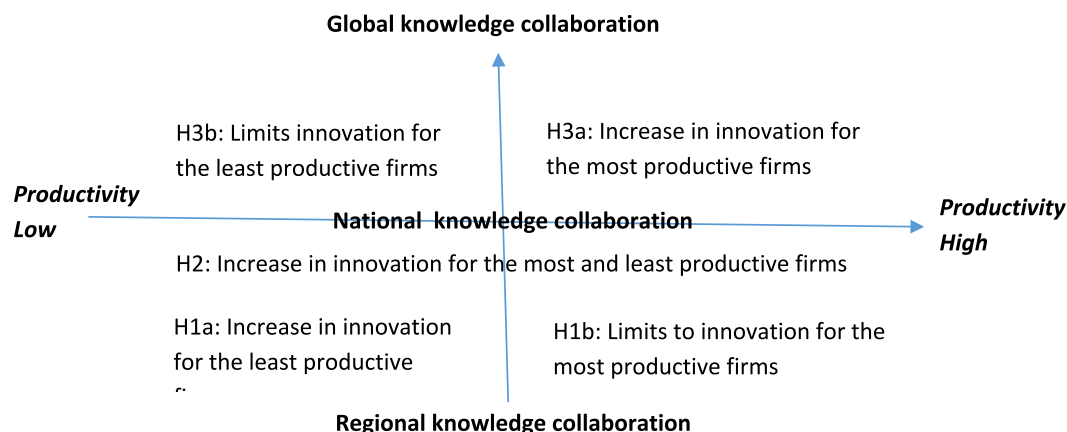 Global knowledge collaboration
H3b: Limits innovation for
the least productive firms
H3a: Increase in innovation for
the most productive firms
Productivity
Low
National knowledge collaboration
Productivity
High
H2: Increase in innovation for the most and least productive firms
H1a: Increase in innovation
for the least productive
H1b: Limits to innovation for the
most productive firms
Regional knowledge collaboration